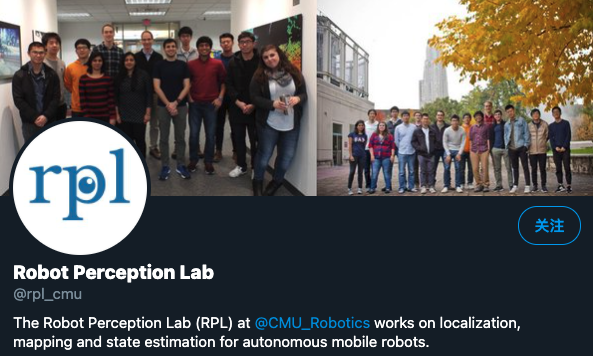 rpl
关注
Robot Perception Lab
@rpl_cmu
The Robot Perception Lab (RPL) at @CMU_Robotics works on localization,
mapping and state estimation for autonomous mobile robots.